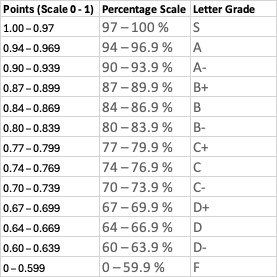 Points (Scale 0 - 1) Percentage Scale Letter Grade
1.00 – 0.97 97 – 100 % S
0.94 – 0.969 94 – 96.9 % A
0.90 – 0.939 90 – 93.9 % A-
0.87 – 0.899 87 – 89.9 % B+
0.84 – 0.869 84 – 86.9 % B
0.80 – 0.839 80 – 83.9 % B-
0.77 – 0.799 77 – 79.9 % C+
0.74 – 0.769 74 – 76.9 % C
0.70 – 0.739 70 – 73.9 % C-
0.67 – 0.699 67 – 69.9 % D+
0.64 – 0.669 64 – 66.9 % D
0.60 – 0.639 60 – 63.9 % D-
0 – 0.599 0 – 59.9 % F